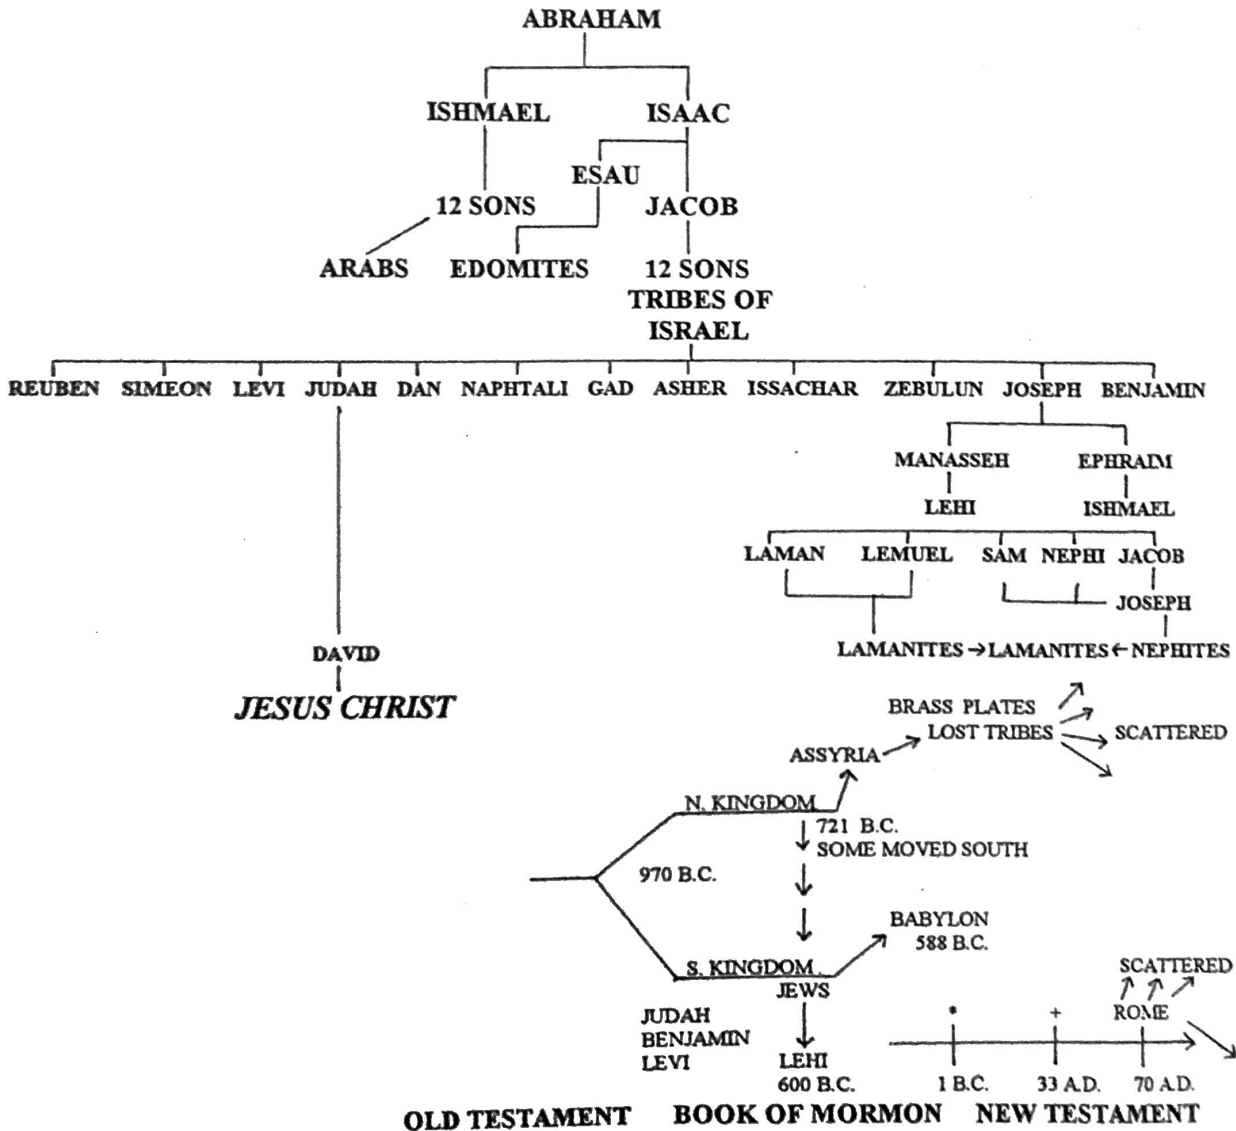 ABRAHAM
ISHMAEL ISAAC
ESAU
12 SONS JACOB
ARABS EDOMITES 12 SONS
TRIBES OF
ISRAEL
REUBEN SIMEON LEVI JUDAH DAN NAPHTALI GAD ASHER ISSACHAR ZEBULUN JOSEPH BENJAMIN
MANASSEH EPHRAIM
LEHI ISHMAEL
LAMAN LEMUEL SAM NEPHI JACOB
JOSEPH
LAMANITES → LAMANITES ← NEPHITES
DAVID
JESUS CHRIST
BRASS PLATES
LOST TRIBES SCATTERED
ASSYRIA
N. KINGDOM
721 B.C.
SOME MOVED SOUTH
970 B.C.
BABYLON
588 B.C.
S. KINGDOM
JEWS
SCATTERED
JUDAH
BENJAMIN
LEVI
* + ROME
LEHI
600 B.C. 1 B.C. 33 A.D. 70 A.D.
OLD TESTAMENT BOOK OF MORMON NEW TESTAMENT